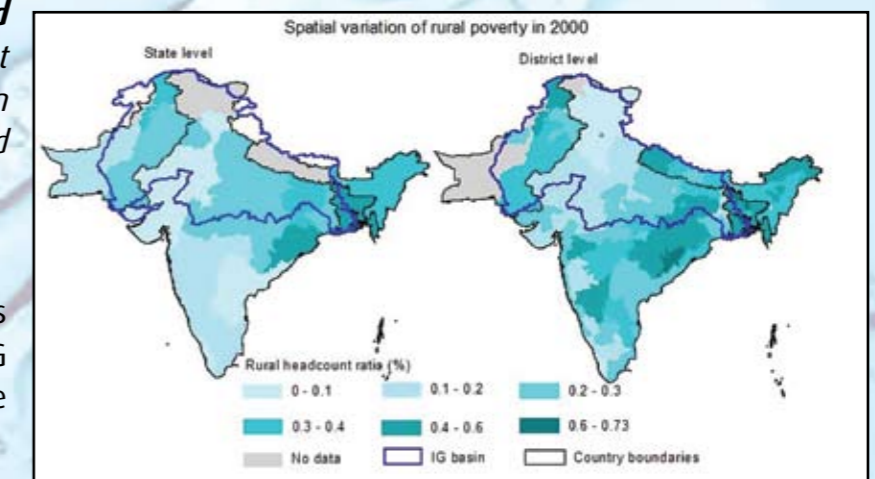 d
t
n
d
s
G
e
Spatial variation of rural poverty in 2000
State level
District level
Rural headcount ratio (%)
0 - 0.1
0.1 - 0.2
0.2 - 0.3
0.3 - 0.4
0.4 - 0.6
0.6 - 0.73
No data
IG basin
Country boundaries